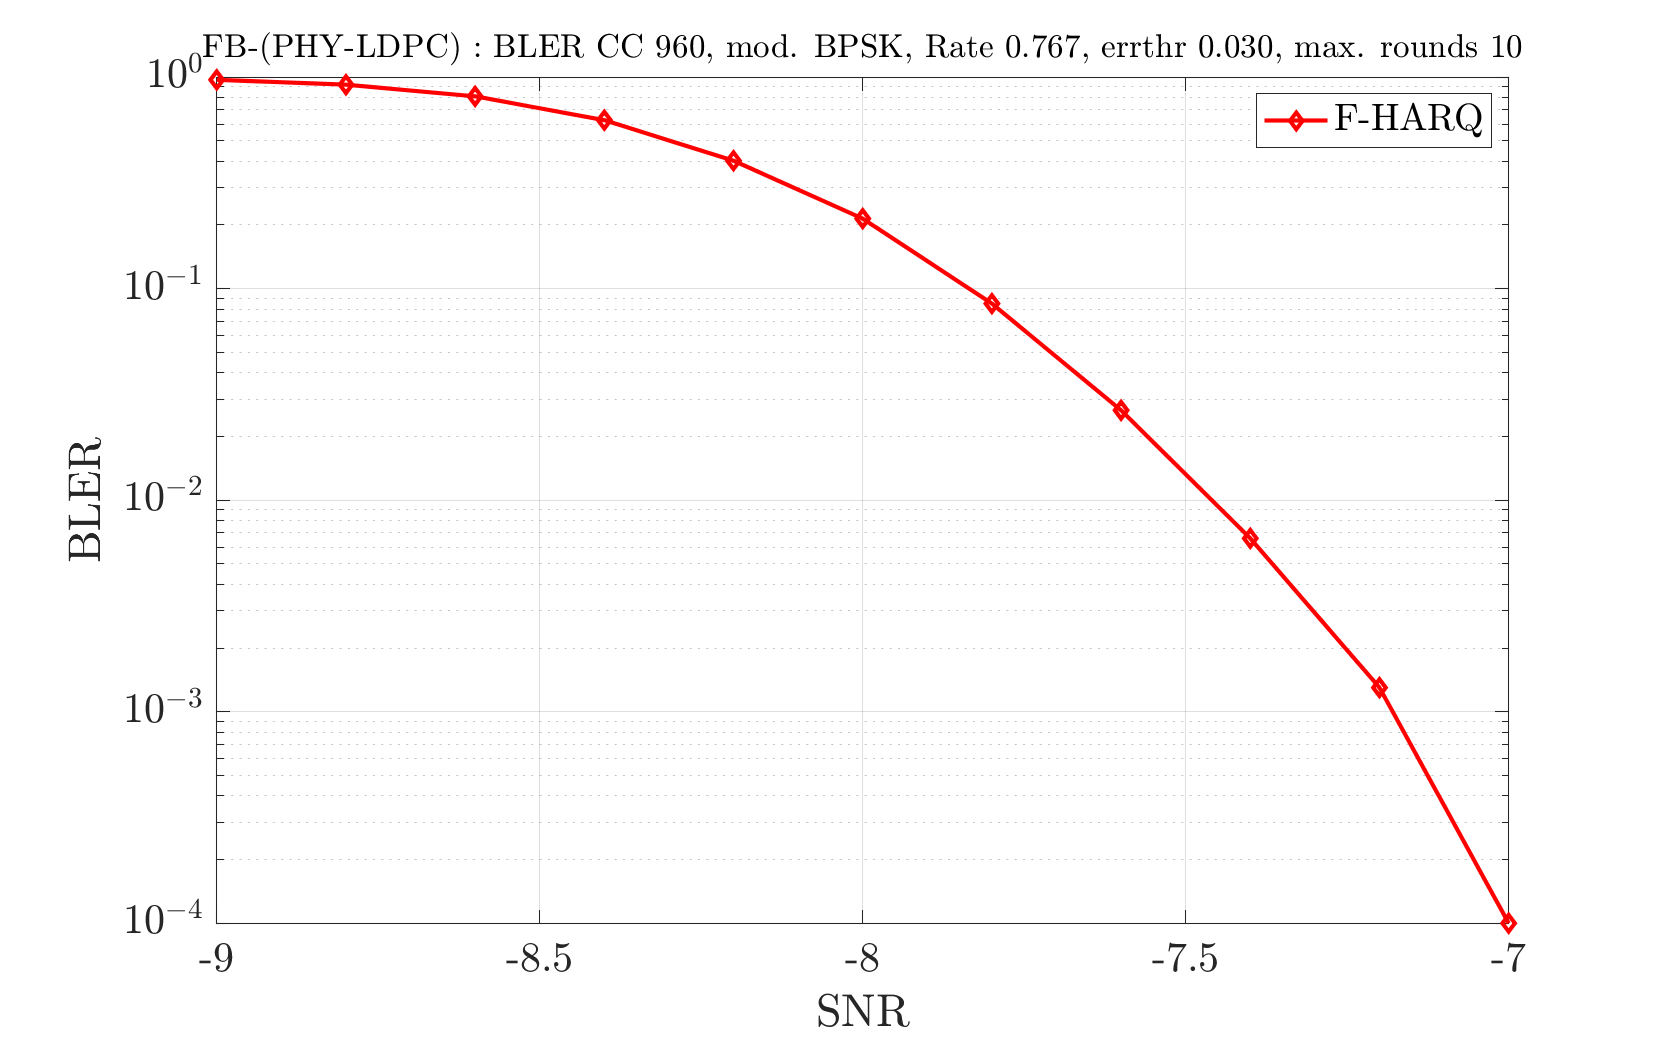 FB-(PHY-LDPC) : BLER CC 960, mod. BPSK, Rate 0.767, errthr 0.030, max. rounds 10
10^0
F-HARQ
10^{-1}
10^{-2}
BLER
10^{-3}
10^{-4}
-9 -8.5 -8 -7.5 -7
SNR